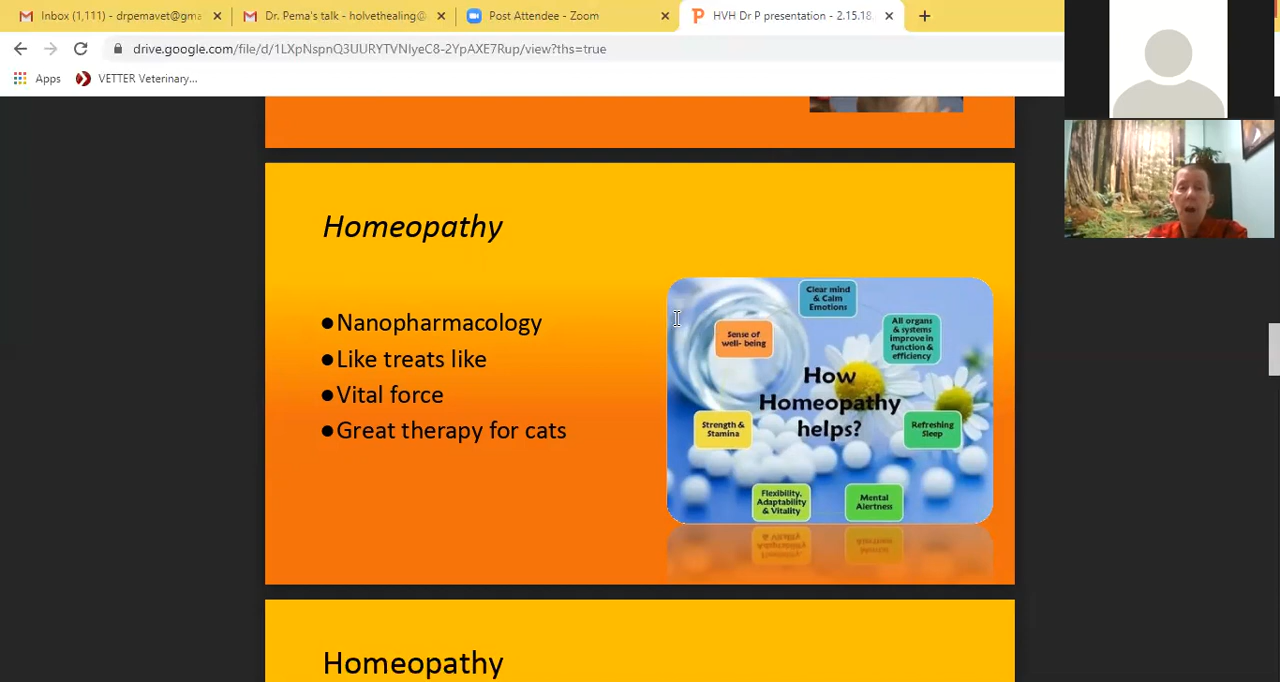 Inbox (1,111) - drpemavet@gma
Dr. Pema's talk - holvethealing@
Post Attendee - Zoom
HVH Dr P presentation - 2.15.18.
drive.google.com/file/d/1LXpNspnQ3UURYTVNIyeC8-2YpAXE7Rup/view?ths=true
Apps
VETTER Veterinary...
Homeopathy
●Nanopharmacology
●Like treats like
●Vital force
●Great therapy for cats
Clear mind
& Calm
Emotions
Sense of
well- being
All organs
& systems
improve in
function &
efficiency
How
Homeopathy
helps?
Strength &
Stamina
Refreshing
Sleep
Flexibility,
Adaptability
& Vitality
Mental
Alertness
Homeopathy